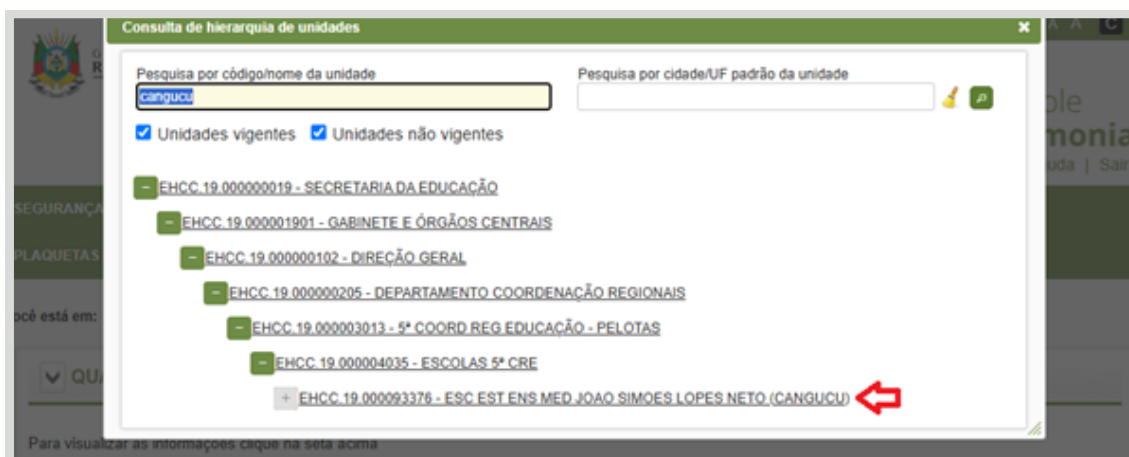 Consulta de hierarquia de unidades
Pesquisa por código/nome da unidade
Pesquisa por cidade/UF padrão da unidade
cangucu
Unidades vigentes Unidades não vigentes
EHCC.19.000000019 - SECRETARIA DA EDUCAÇÃO
EHCC.19.000001901 - GABINETE E ÓRGÃOS CENTRAIS
EHCC.19.000000102 - DIREÇÃO GERAL
EHCC.19.000000205 - DEPARTAMENTO COORDENAÇÃO REGIONAIS
EHCC.19.000003013 - 5ª COORD REG EDUCAÇÃO - PELOTAS
EHCC.19.000004035 - ESCOLAS 5ª CRE
EHCC.19.000093376 - ESC EST ENS MED JOAO SIMOES LOPES NETO (CANGUCU)
A A C
ole
monia
uda | Sair
SEGURANÇA
PLAQUETAS
ocê está em:
QUA
Para visualizar as informações clique na seta acima